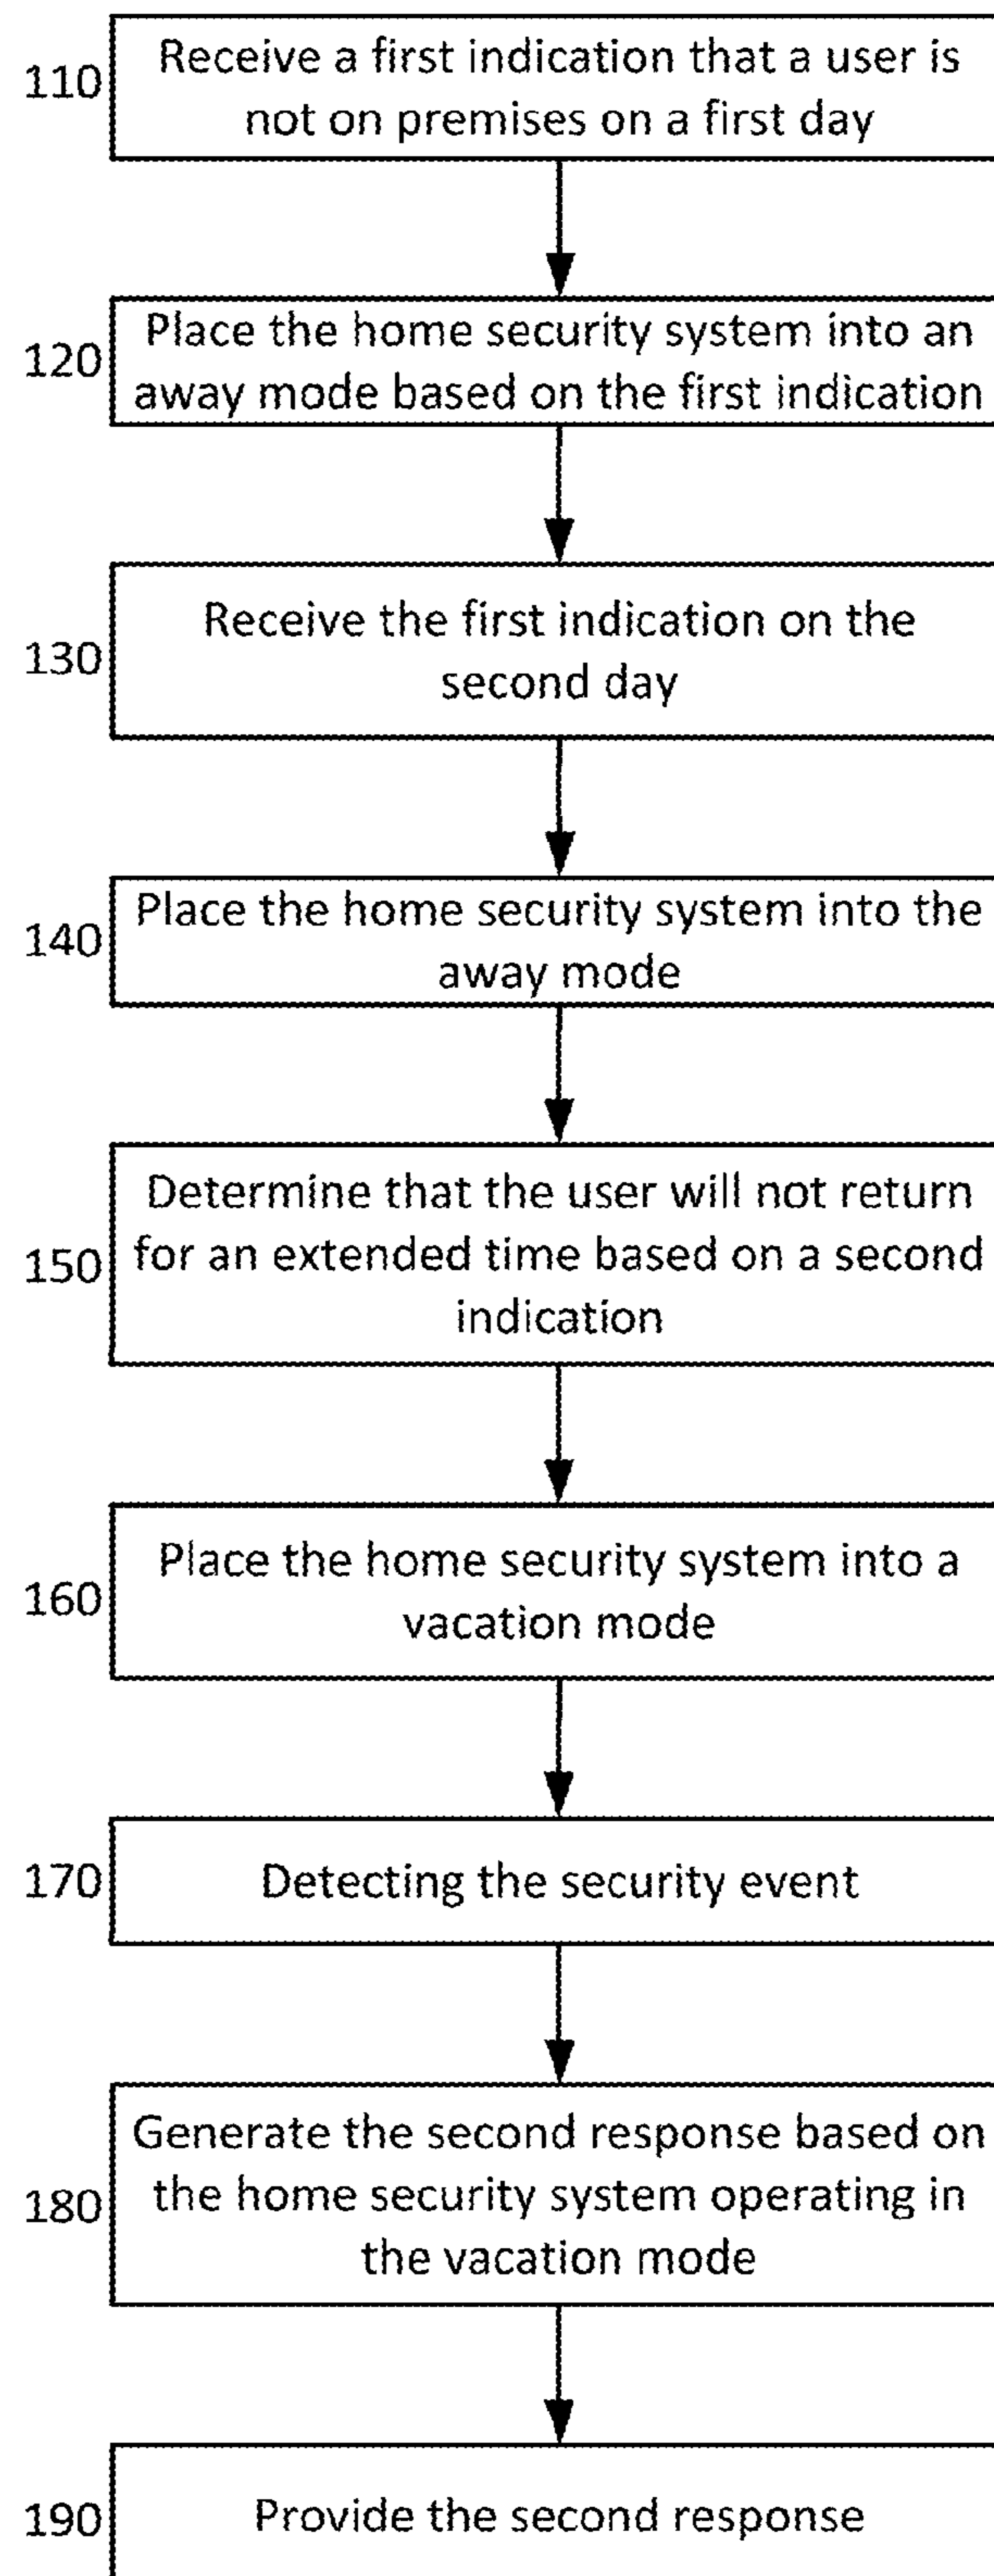 110
Receive a first indication that a user is
not on premises on a first day
120
Place the home security system into an
away mode based on the first indication
130
Receive the first indication on the
second day
140
Place the home security system into the
away mode
150
Determine that the user will not return
for an extended time based on a second
indication
160
Place the home security system into a
vacation mode
170
Detecting the security event
180
Generate the second response based on
the home security system operating in
the vacation mode
190
Provide the second response